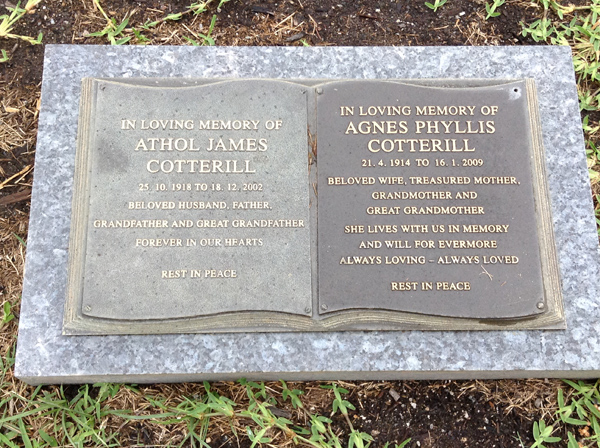 IN LOVING MEMORY OF
ATHOL JAMES
COTTERILL
25. 10. 1918 TO 18. 12. 2002
BELOVED HUSBAND, FATHER,
GRANDFATHER AND GREAT GRANDFATHER
FOREVER IN OUR HEARTS
REST IN PEACE
IN LOVING MEMORY OF
AGNES PHYLLIS
COTTERILL
21. 4. 1914 TO 16. 1. 2009
BELOVED WIFE, TREASURED MOTHER,
GRANDMOTHER AND
GREAT GRANDMOTHER
SHE LIVES WITH US IN MEMORY
AND WILL FOR EVERMORE
ALWAYS LOVING – ALWAYS LOVED
REST IN PEACE